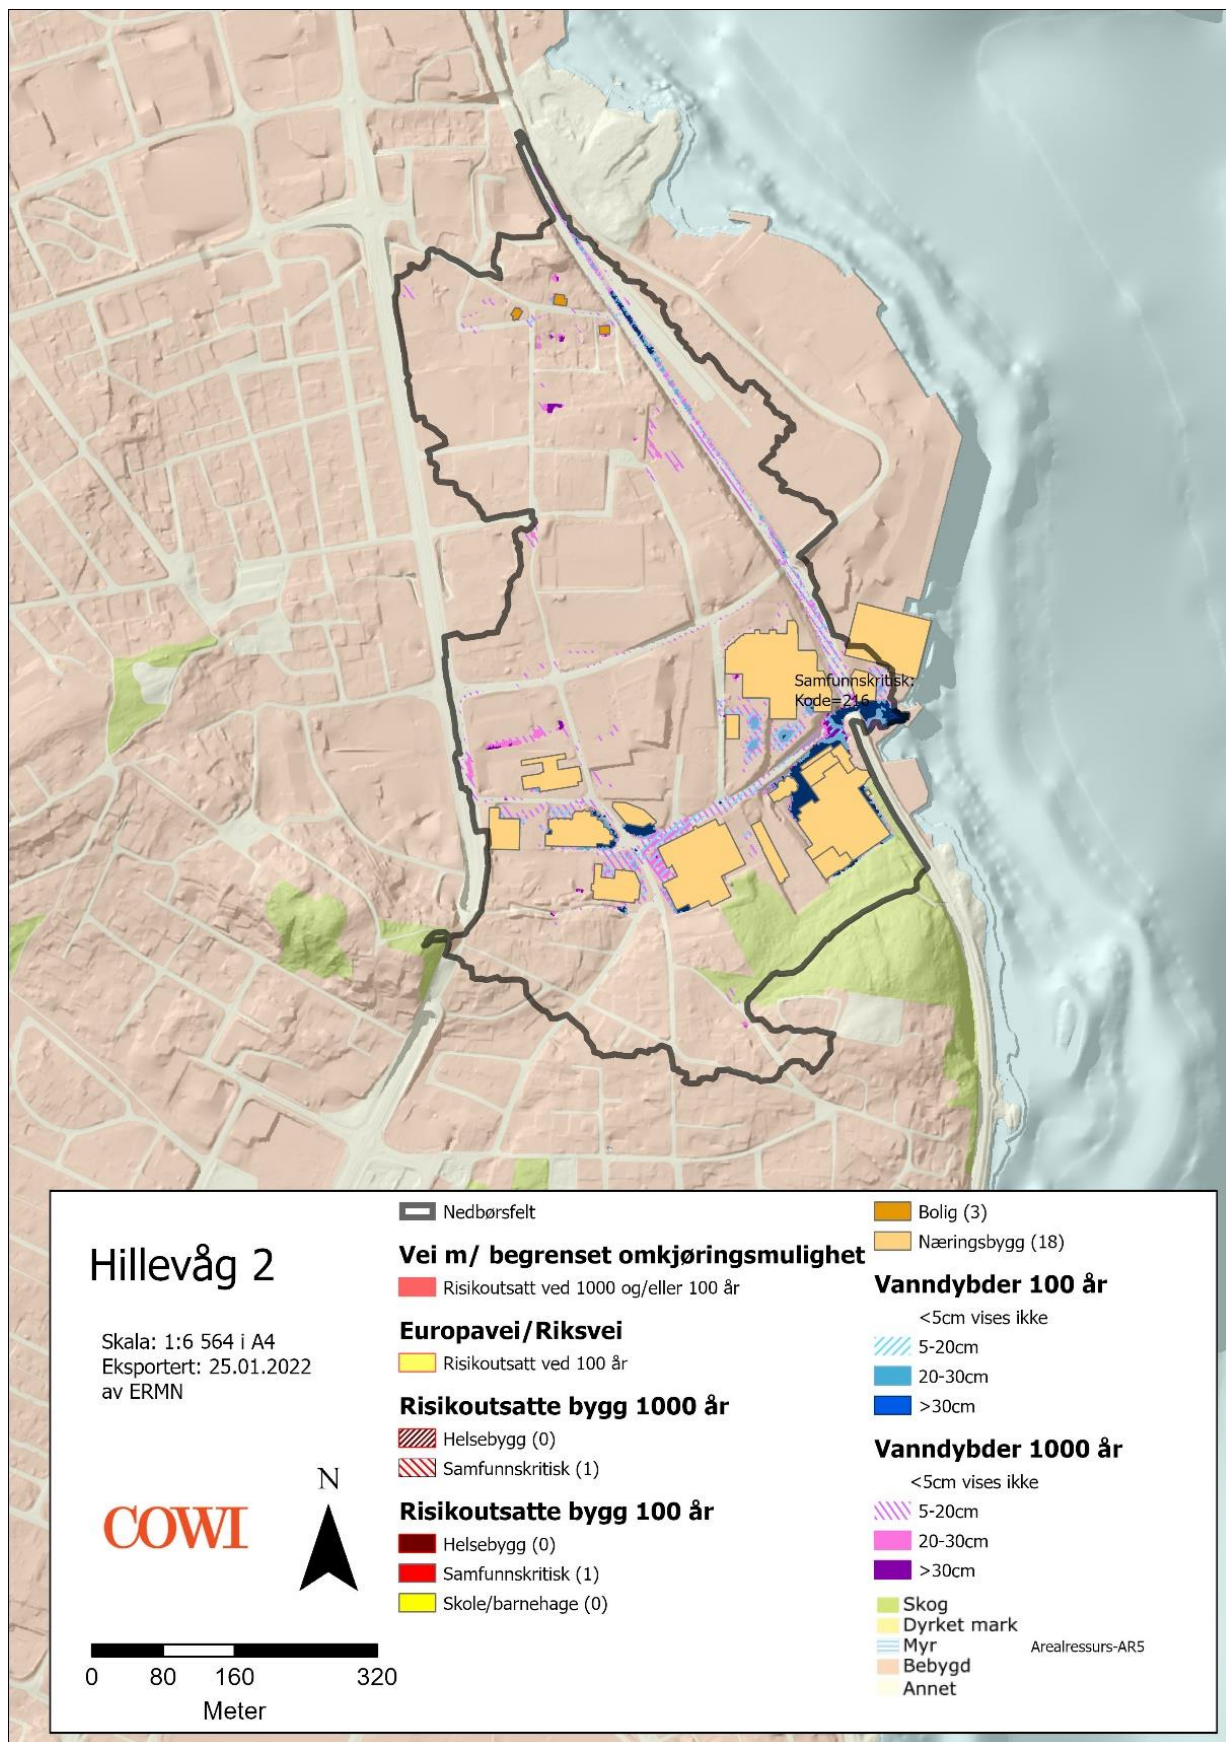 Samfunnskritisk:
Kode=216
Hillevåg 2
Skala: 1:6 564 i A4
Eksportert: 25.01.2022
av ERMN
COWI
N
0 80 160 320
Meter
Nedbørsfelt
Vei m/ begrenset omkjøringsmulighet
Risikoutsatt ved 1000 og/eller 100 år
Europavei/Riksvei
Risikoutsatt ved 100 år
Risikoutsatte bygg 1000 år
Helsebygg (0)
Samfunnskritisk (1)
Risikoutsatte bygg 100 år
Helsebygg (0)
Samfunnskritisk (1)
Skole/barnehage (0)
Bolig (3)
Næringsbygg (18)
Vanndybder 100 år
<5cm vises ikke
5-20cm
20-30cm
>30cm
Vanndybder 1000 år
<5cm vises ikke
5-20cm
20-30cm
>30cm
Skog
Dyrket mark
Myr
Bebygd
Annet
Arealressurs-AR5